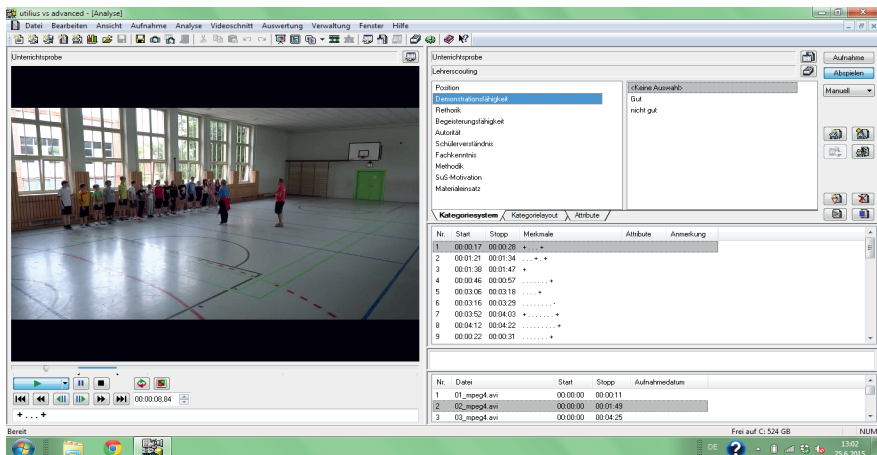 utilius vs advanced - [Analyse]
Datei Bearbeiten Ansicht Aufnahme Analyse Videoschnitt Auswertung Verwaltung Fenster Hilfe
Unterrichtsprobe
00:00:08,84
+ . . . +
Unterrichtsprobe
Lehrerscouting
Position
Demonstrationsfähigkeit
Rethorik
Begeisterungsfähigkeit
Autorität
Schülerverständnis
Fachkenntnis
Methodik
SuS-Motivation
Materialeinsatz
<Keine Auswahl>
Gut
nicht gut
Kategoriesystem Kategorielayout Attribute
Aufnahme
Abspielen
Manuell
Nr. Start Stopp Merkmale Attribute Anmerkung
1 00:00:17 00:00:28 + . . . +
2 00:01:21 00:01:34 . . . + . +
3 00:01:38 00:01:47 +
4 00:00:46 00:00:57 . . . . . . . +
5 00:03:06 00:03:18 . . . . +
6 00:03:16 00:03:29 . . . . . . . . -
7 00:03:52 00:04:03 + . . . . . . . +
8 00:04:12 00:04:22 . . . . . . . . . +
9 00:00:22 00:00:31 . . . . . . . +
Nr. Datei Start Stopp Aufnahmedatum
1 01_mpeg4.avi 00:00:00 00:00:11
2 02_mpeg4.avi 00:00:00 00:01:49
3 03_mpeg4.avi 00:00:00 00:04:25
Bereit
Frei auf C: 524 GB NUM
DE
13:02
25.6.2015